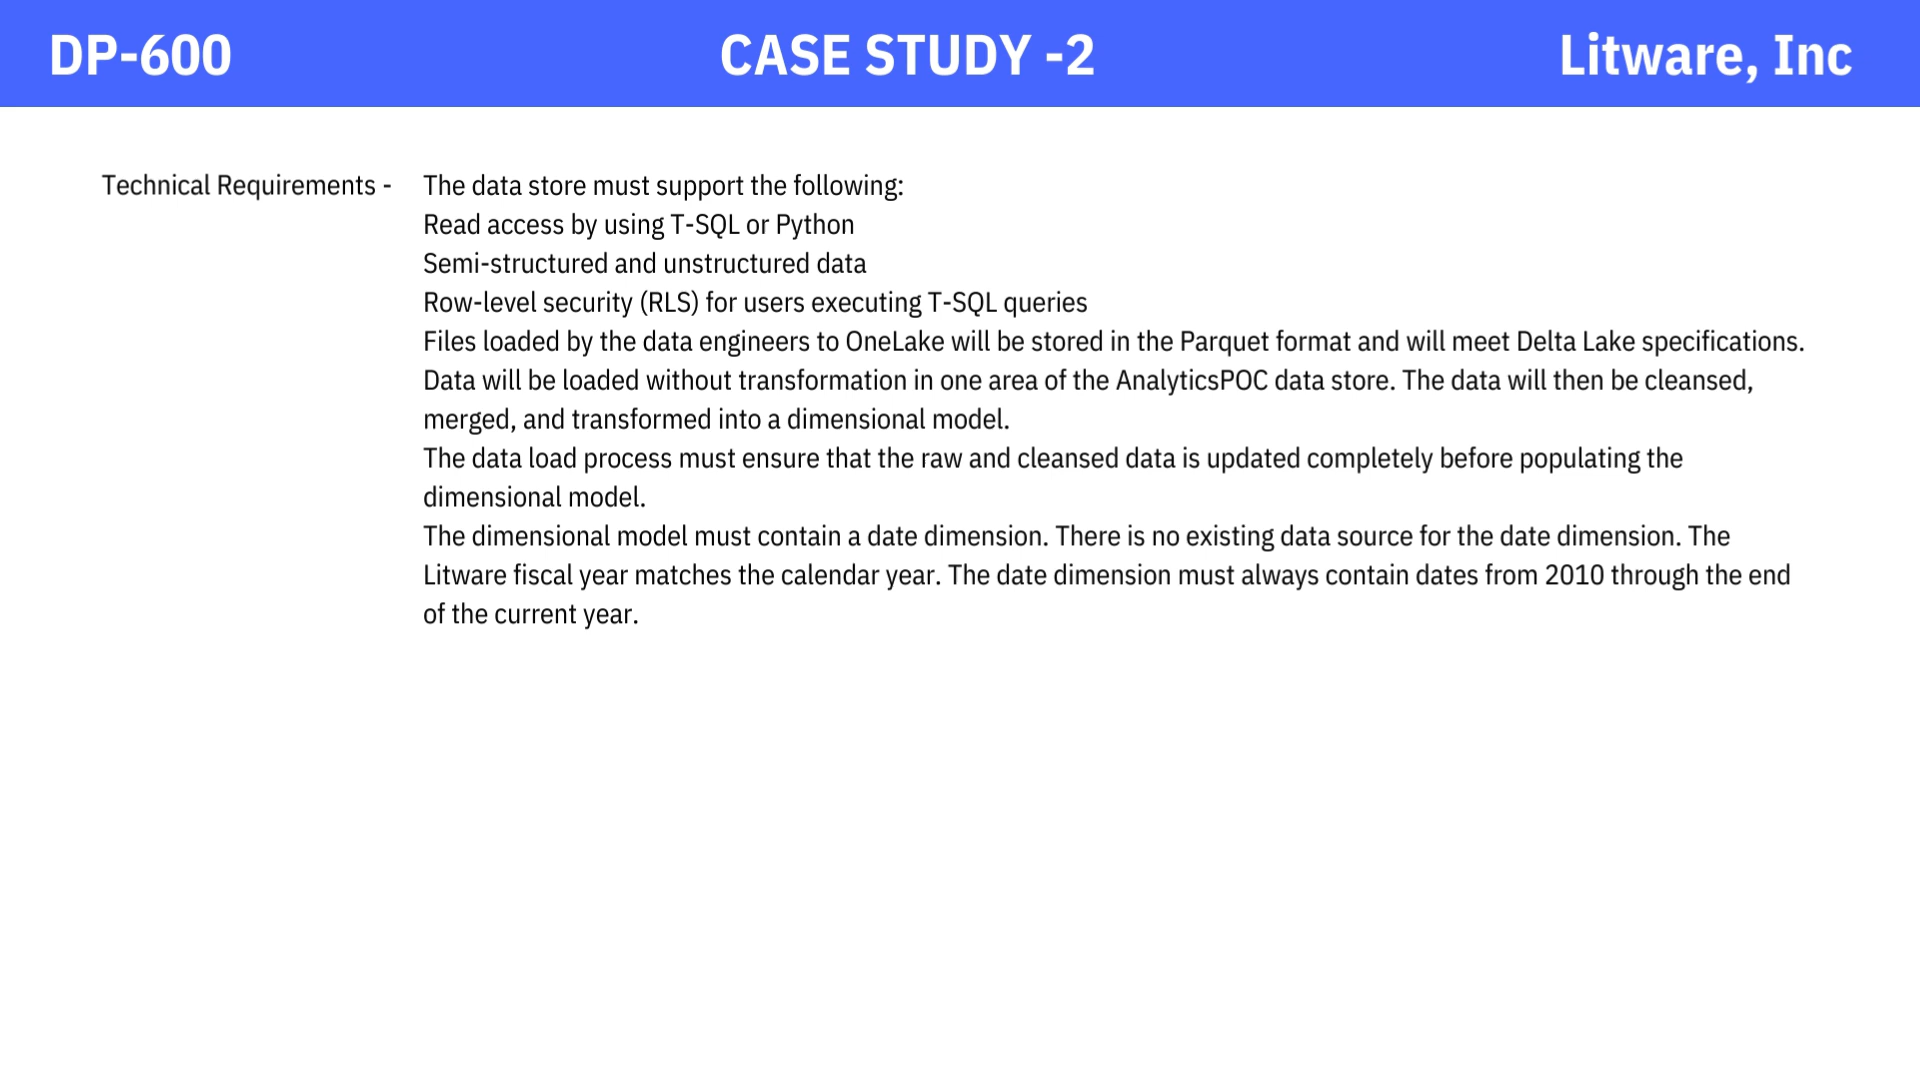 DP-600
CASE STUDY -2
Litware, Inc
Technical Requirements -
The data store must support the following:
Read access by using T-SQL or Python
Semi-structured and unstructured data
Row-level security (RLS) for users executing T-SQL queries
Files loaded by the data engineers to OneLake will be stored in the Parquet format and will meet Delta Lake specifications.
Data will be loaded without transformation in one area of the AnalyticsPOC data store. The data will then be cleansed,
merged, and transformed into a dimensional model.
The data load process must ensure that the raw and cleansed data is updated completely before populating the
dimensional model.
The dimensional model must contain a date dimension. There is no existing data source for the date dimension. The
Litware fiscal year matches the calendar year. The date dimension must always contain dates from 2010 through the end
of the current year.